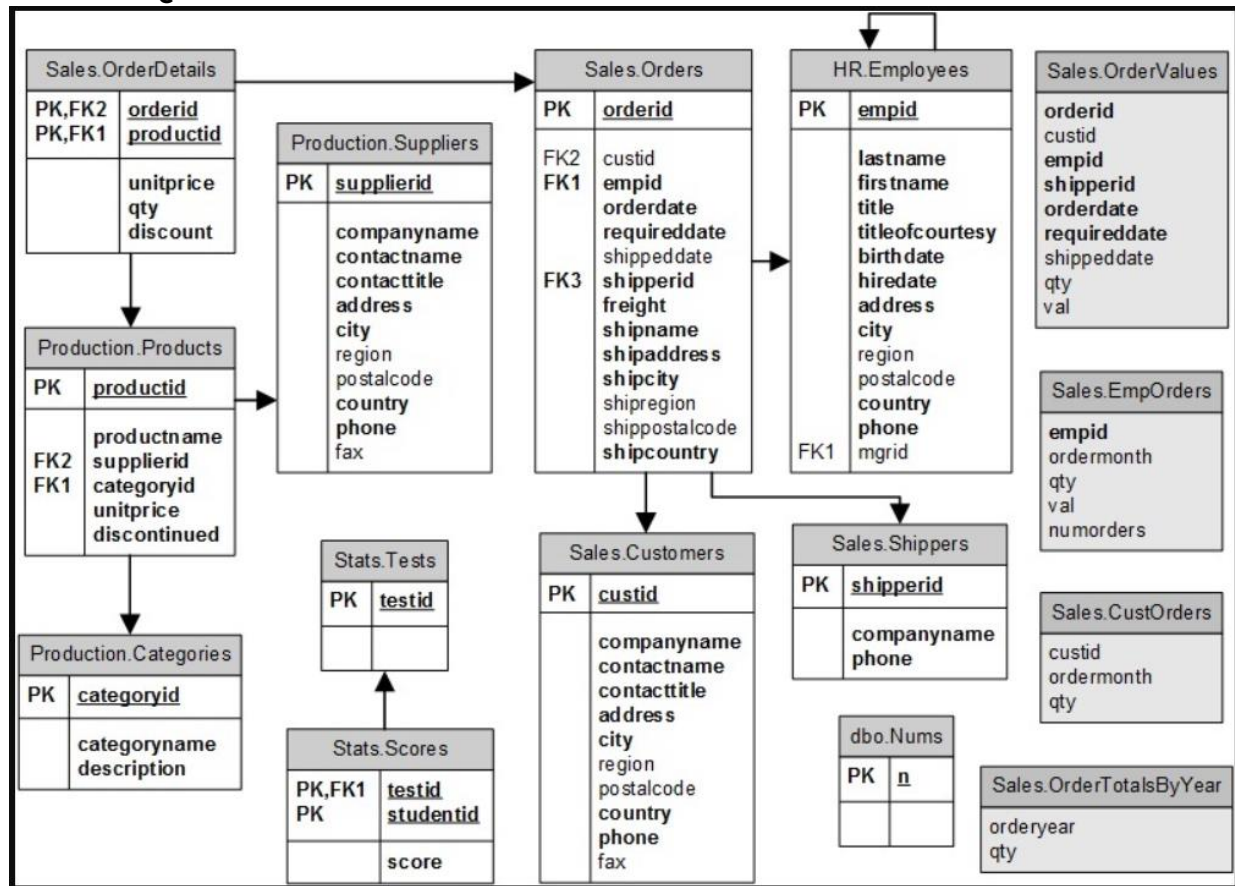 Sales.OrderDetails
PK,FK2 orderid
PK,FK1 productid
unitprice
qty
discount
Production.Suppliers
PK supplierid
companyname
contactname
contacttitle
address
city
region
postalcode
country
phone
fax
Production.Products
PK productid
productname
FK2 supplierid
FK1 categoryid
unitprice
discontinued
Production.Categories
PK categoryid
categoryname
description
Stats.Tests
PK testid
Stats.Scores
PK,FK1 testid
PK studentid
score
Sales.Orders
PK orderid
FK2 custid
FK1 empid
orderdate
requireddate
shippeddate
FK3 shipperid
freight
shipname
shipaddress
shipcity
shipregion
shippostalcode
shipcountry
Sales.Customers
PK custid
companyname
contactname
contacttitle
address
city
region
postalcode
country
phone
fax
HR.Employees
PK empid
lastname
firstname
title
titleofcourtesy
birthdate
hiredate
address
city
region
postalcode
country
phone
FK1 mgrid
Sales.Shippers
PK shipperid
companyname
phone
dbo.Nums
PK n
Sales.OrderValues
orderid
custid
empid
shipperid
orderdate
requireddate
shippeddate
qty
val
Sales.EmpOrders
empid
ordermonth
qty
val
numorders
Sales.CustOrders
custid
ordermonth
qty
Sales.OrderTotalsByYear
orderyear
qty